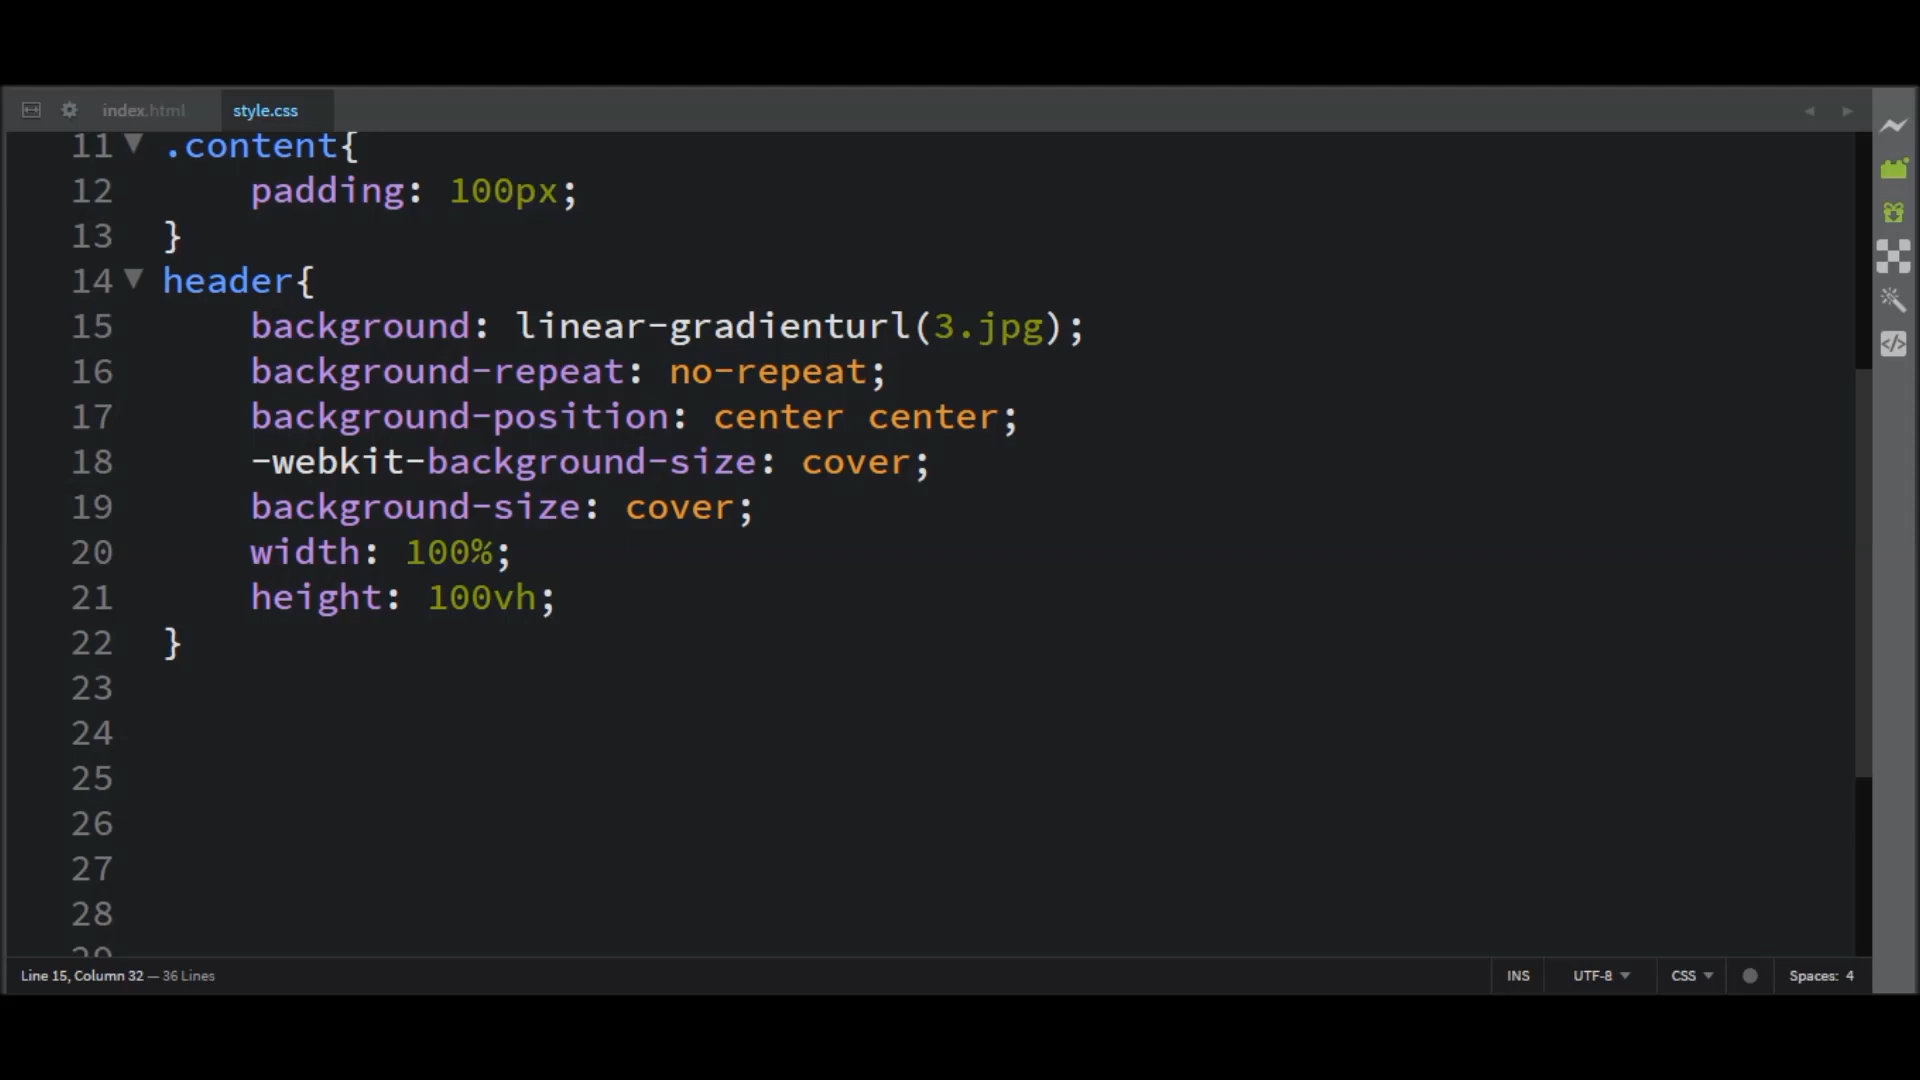 index.html
style.css
11 .content{
12 padding: 100px;
13 }
14 header{
15 background: linear-gradienturl(3.jpg);
16 background-repeat: no-repeat;
17 background-position: center center;
18 -webkit-background-size: cover;
19 background-size: cover;
20 width: 100%;
21 height: 100vh;
22 }
23
24
25
26
27
28
29
Line 15, Column 32 — 36 Lines
INS
UTF-8
CSS
Spaces: 4